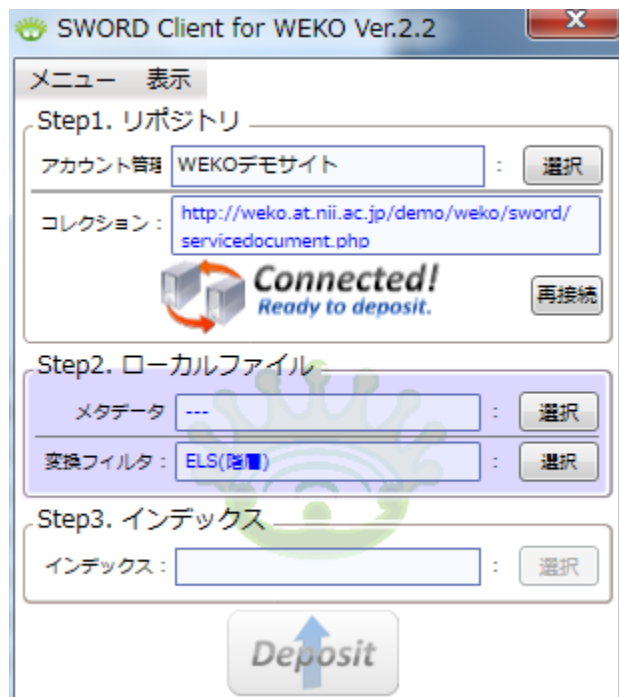 SWORD Client for WEKO Ver.2.2
メニュー 表示
Step1. リポジトリ
アカウント管理 WEKOデモサイト : 選択
コレクション : http://weko.at.nii.ac.jp/demo/weko/sword/
servicedocument.php
Connected!
Ready to deposit.
再接続
Step2. ローカルファイル
メタデータ --- : 選択
変換フィルタ : ELS(階層) : 選択
Step3. インデックス
インデックス : : 選択
Deposit